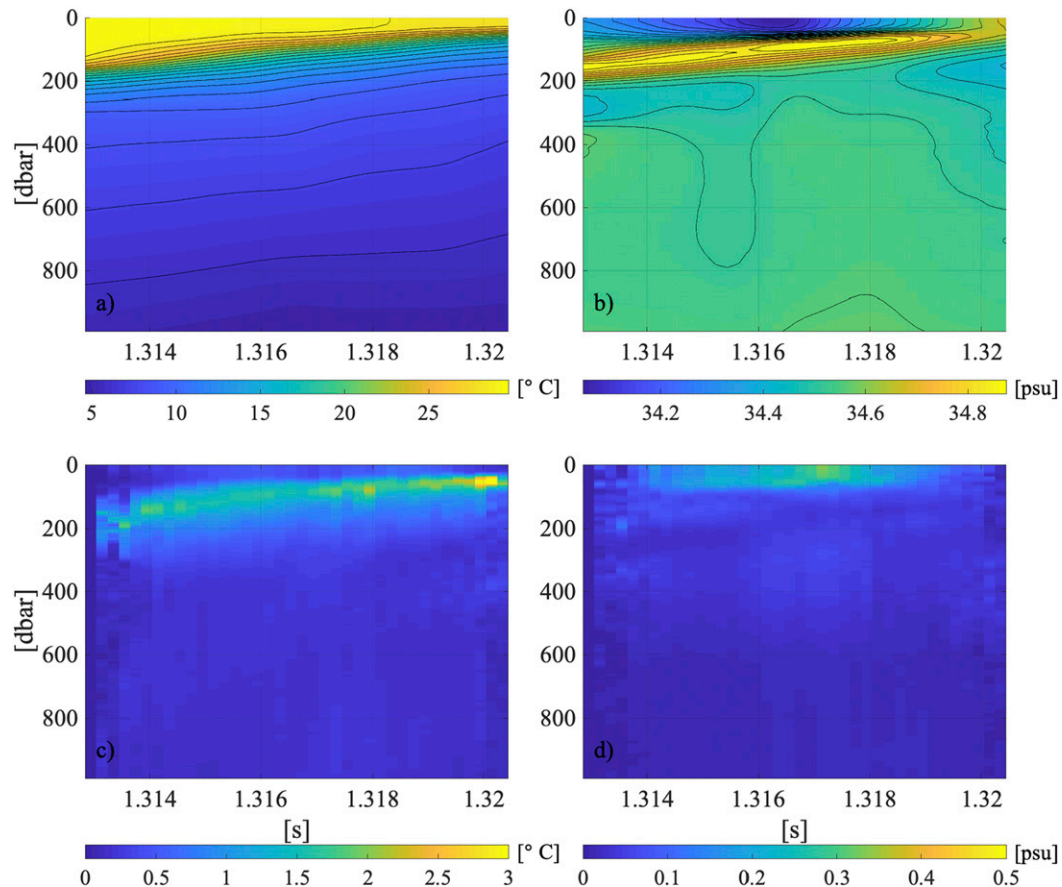 0
200
400
600
800
[dbar]
a)
1.314 1.316 1.318 1.32
5 10 15 20 25 [° C]
0
200
400
600
800
[dbar]
b)
1.314 1.316 1.318 1.32
34.2 34.4 34.6 34.8 [psu]
0
200
400
600
800
[dbar]
c)
1.314 1.316 1.318 1.32
[s]
0 0.5 1 1.5 2 2.5 3 [° C]
0
200
400
600
800
d)
1.314 1.316 1.318 1.32
[s]
0 0.1 0.2 0.3 0.4 0.5 [psu]